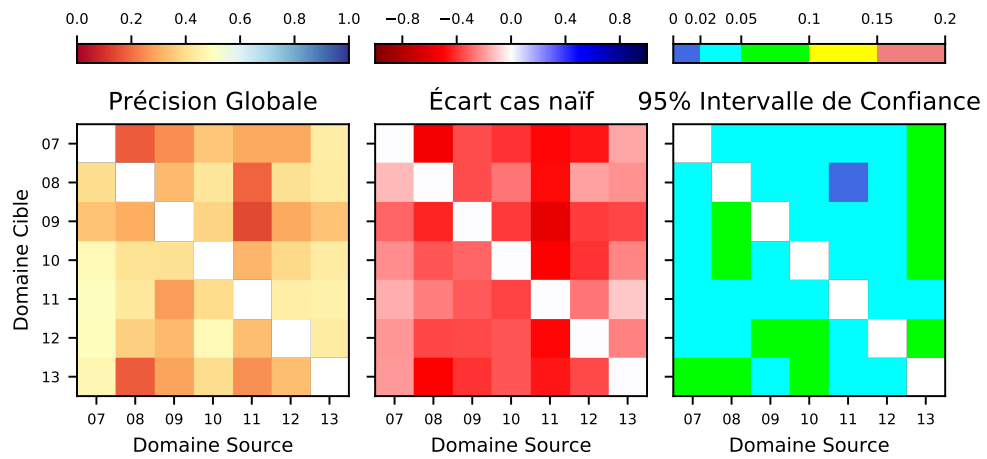 0.0 0.2 0.4 0.6 0.8 1.0
−0.8 −0.4 0.0 0.4 0.8
0 0.02 0.05 0.1 0.15 0.2
Précision Globale
Écart cas naïf
95% Intervalle de Confiance
Domaine Cible
07
08
09
10
11
12
13
07 08 09 10 11 12 13
07 08 09 10 11 12 13
07 08 09 10 11 12 13
Domaine Source
Domaine Source
Domaine Source